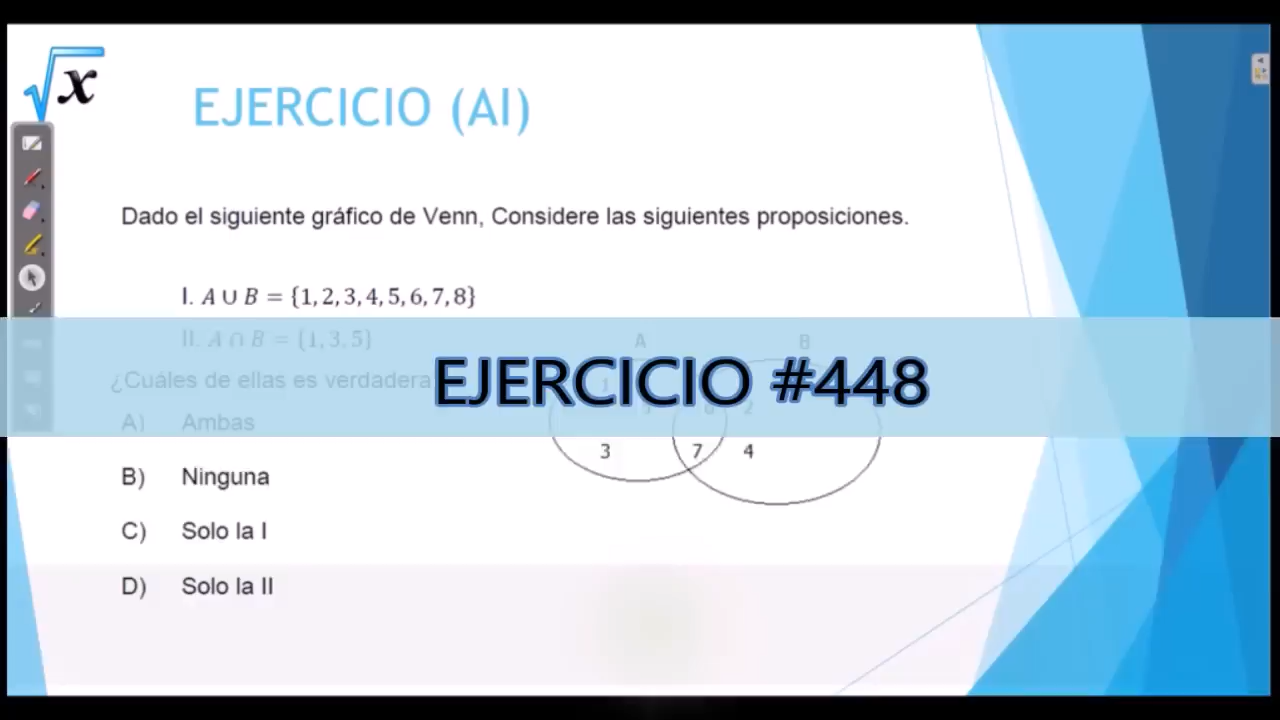 √x
EJERCICIO (AI)
Dado el siguiente gráfico de Venn, Considere las siguientes proposiciones.
I. A ∪ B = {1, 2, 3, 4, 5, 6, 7, 8}
II. A ∩ B = {1, 3, 5}
A B
¿Cuáles de ellas es verdadera
EJERCICIO #448
1
2
A) Ambas
3 7 4
B) Ninguna
C) Solo la I
D) Solo la II